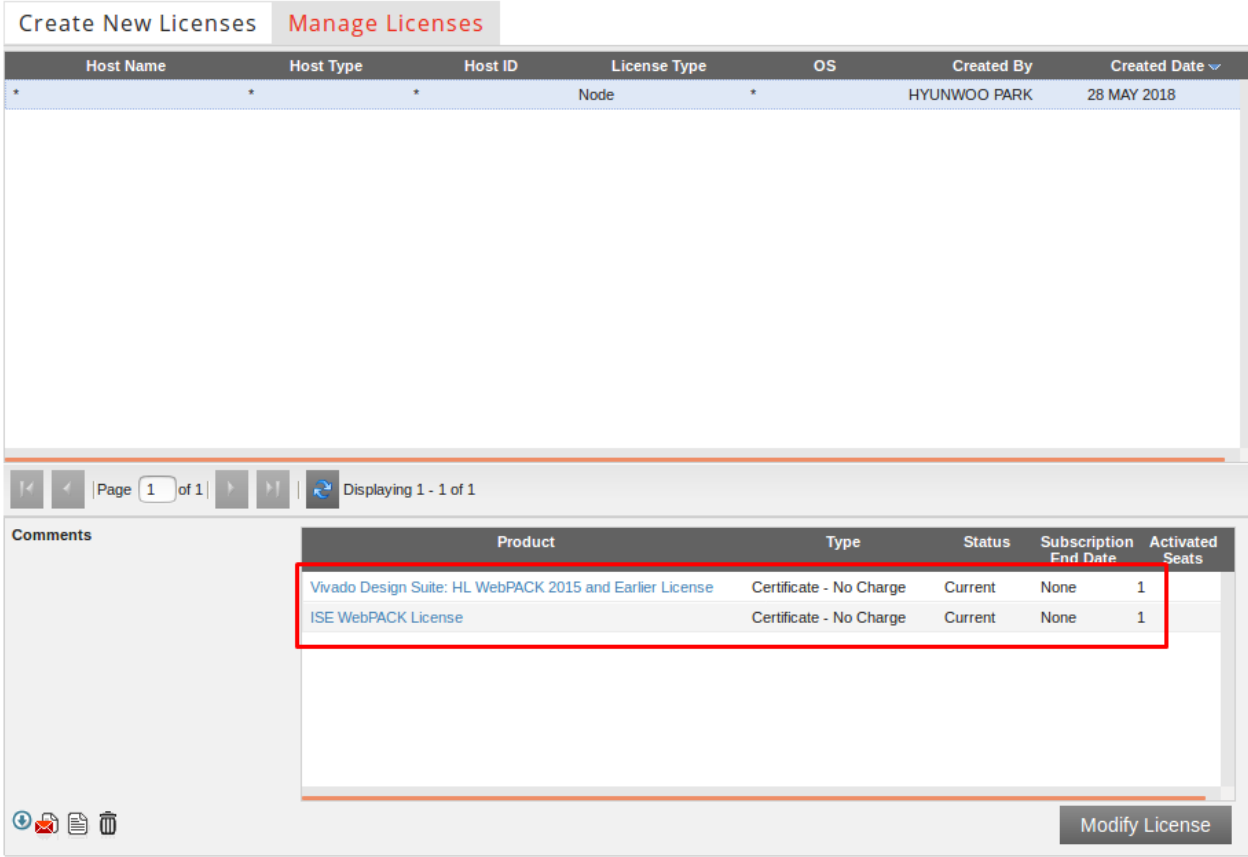 Create New Licenses Manage Licenses
Host Name Host Type Host ID License Type OS Created By Created Date
* * * Node * HYUNWOO PARK 28 MAY 2018
Page 1 of 1 Displaying 1 - 1 of 1
Comments
Product Type Status Subscription End Date Activated Seats
Vivado Design Suite: HL WebPACK 2015 and Earlier License Certificate - No Charge Current None 1
ISE WebPACK License Certificate - No Charge Current None 1
Modify License